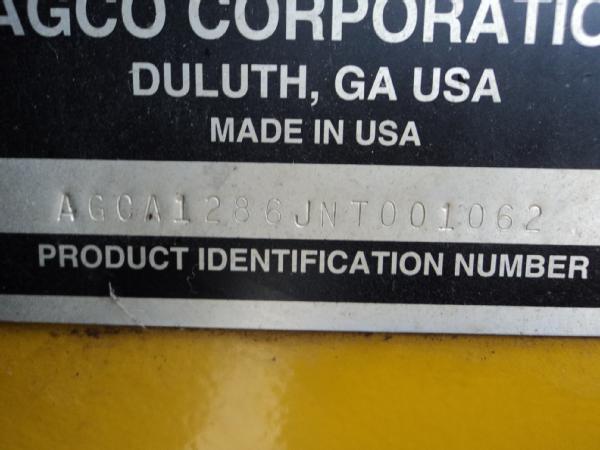 AGCO CORPORATIO
DULUTH, GA USA
MADE IN USA
AGCA1286JNT001062
PRODUCT IDENTIFICATION NUMBER